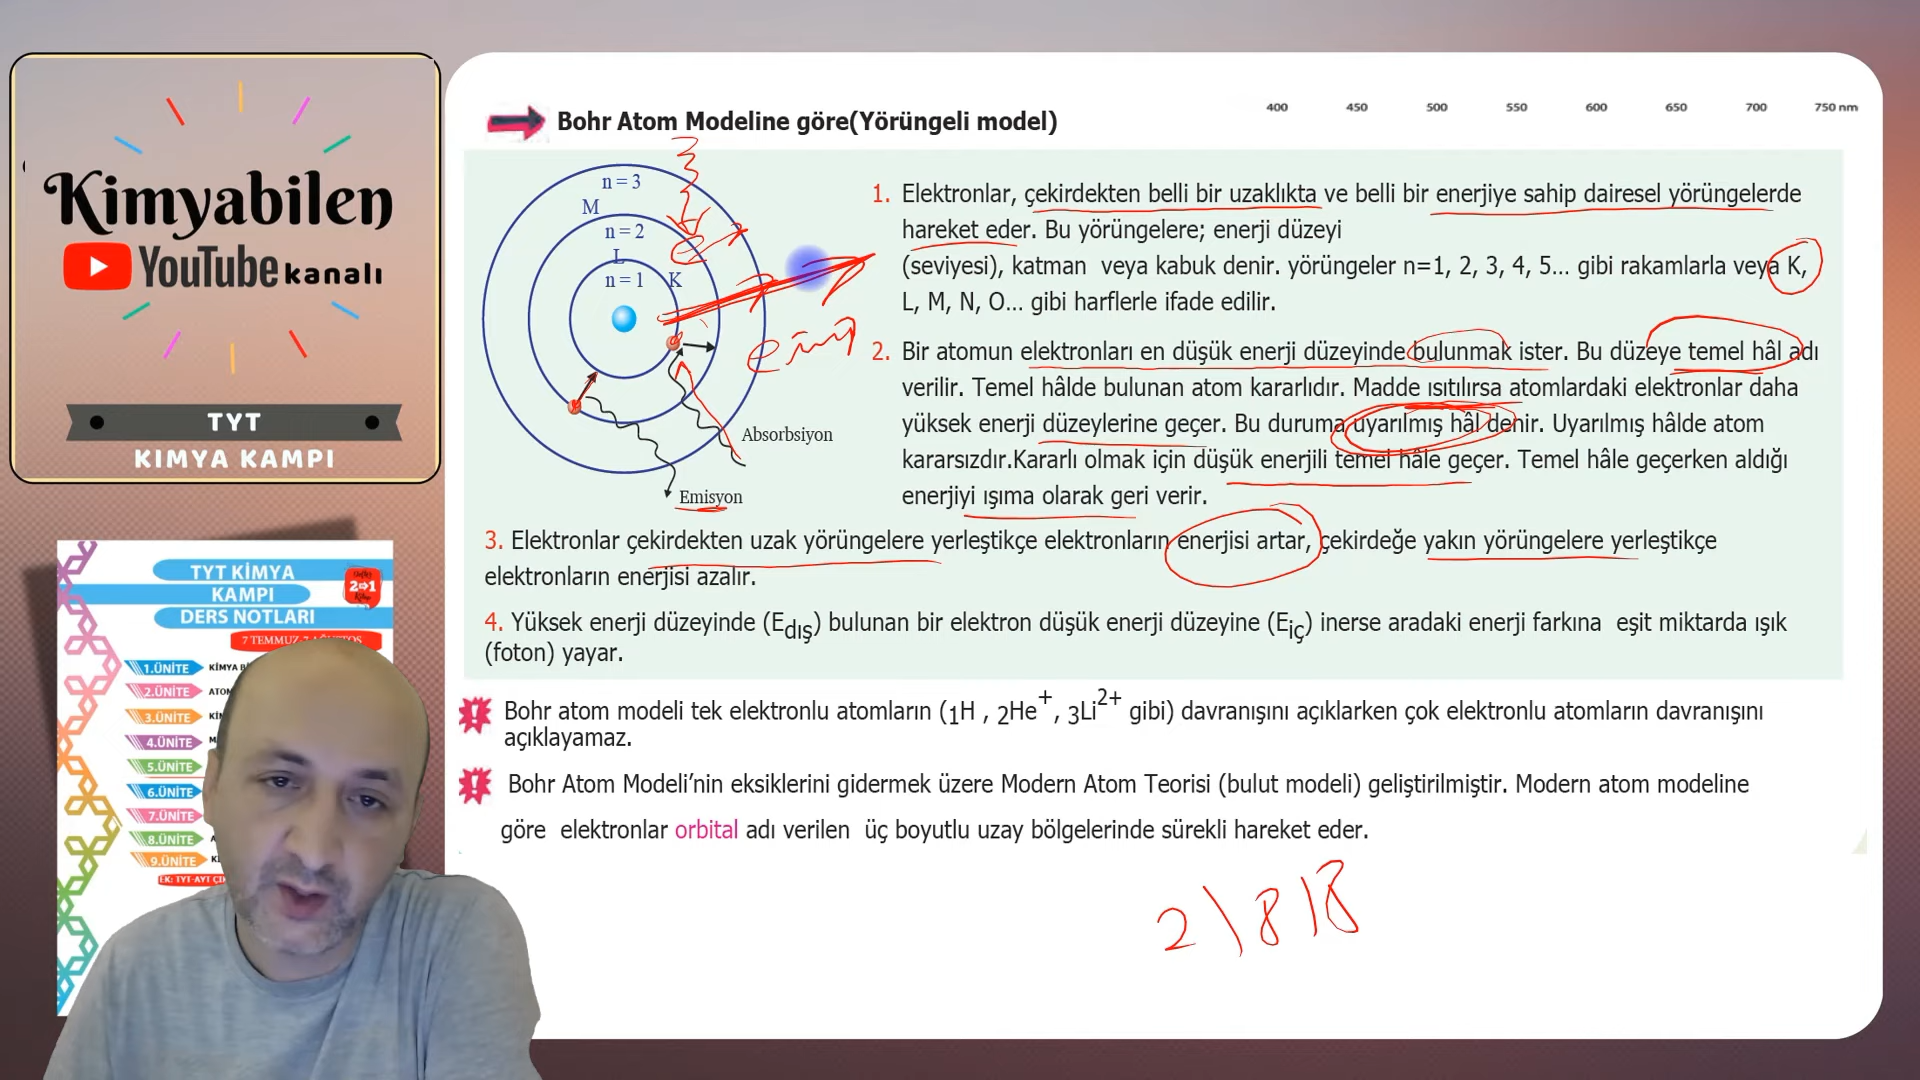 Kimyabilen
YouTube kanalı
TYT
KIMYA KAMPI
TYT KİMYA
KAMPI
DERS NOTLARI
2⇒1
7 TEMMUZ-7 AĞUSTOS
1.ÜNİTE
2.ÜNİTE
3.ÜNİTE
4.ÜNİTE
5.ÜNİTE
6.ÜNİTE
7.ÜNİTE
8.ÜNİTE
9.ÜNİTE
Bohr Atom Modeline göre(Yörüngeli model)
400 450 500 550 600 650 700 750 nm
n = 3
M
n = 2
L
n = 1
K
Absorbsiyon
Emisyon
1. Elektronlar, çekirdekten belli bir uzaklıkta ve belli bir enerjiye sahip dairesel yörüngelerde
hareket eder. Bu yörüngelere; enerji düzeyi
(seviyesi), katman veya kabuk denir. yörüngeler n=1, 2, 3, 4, 5... gibi rakamlarla veya K,
L, M, N, O... gibi harflerle ifade edilir.
2. Bir atomun elektronları en düşük enerji düzeyinde bulunmak ister. Bu düzeye temel hâl adı
verilir. Temel hâlde bulunan atom kararlıdır. Madde ısıtılırsa atomlardaki elektronlar daha
yüksek enerji düzeylerine geçer. Bu duruma uyarılmış hâl denir. Uyarılmış hâlde atom
kararsızdır.Kararlı olmak için düşük enerjili temel hâle geçer. Temel hâle geçerken aldığı
enerjiyi ışıma olarak geri verir.
3. Elektronlar çekirdekten uzak yörüngelere yerleştikçe elektronların enerjisi artar, çekirdeğe yakın yörüngelere yerleştikçe
elektronların enerjisi azalır.
4. Yüksek enerji düzeyinde (Edış) bulunan bir elektron düşük enerji düzeyine (Eiç) inerse aradaki enerji farkına eşit miktarda ışık
(foton) yayar.
Bohr atom modeli tek elektronlu atomların (1H , 2He+, 3Li2+ gibi) davranışını açıklarken çok elektronlu atomların davranışını
açıklayamaz.
Bohr Atom Modeli'nin eksiklerini gidermek üzere Modern Atom Teorisi (bulut modeli) geliştirilmiştir. Modern atom modeline
göre elektronlar orbital adı verilen üç boyutlu uzay bölgelerinde sürekli hareket eder.
2 \ 8 \ 8